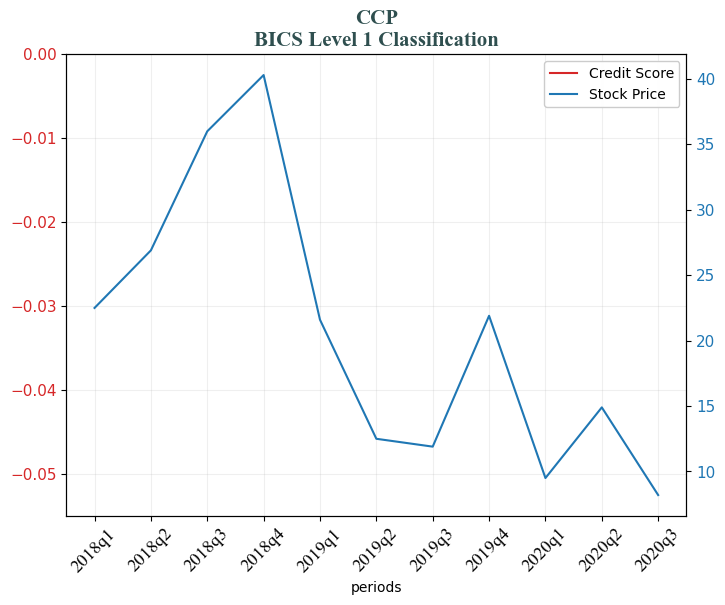 CCP
BICS Level 1 Classification
Credit Score
Stock Price
0.00
−0.01
−0.02
−0.03
−0.04
−0.05
40
35
30
25
20
15
10
2018q1
2018q2
2018q3
2018q4
2019q1
2019q2
2019q3
2019q4
2020q1
2020q2
2020q3
periods